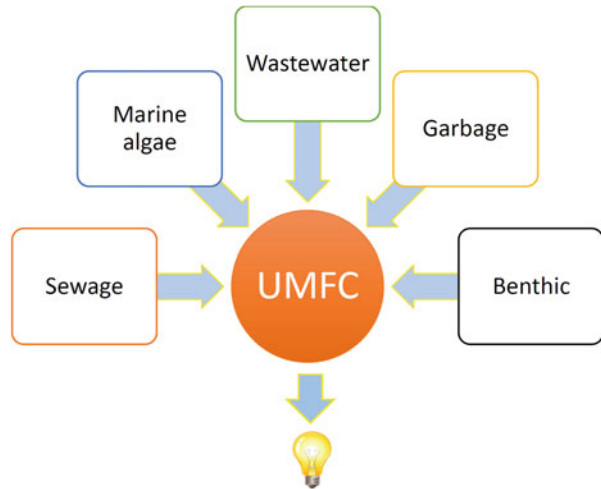 Wastewater
Marine
algae
Garbage
Sewage
UMFC
Benthic